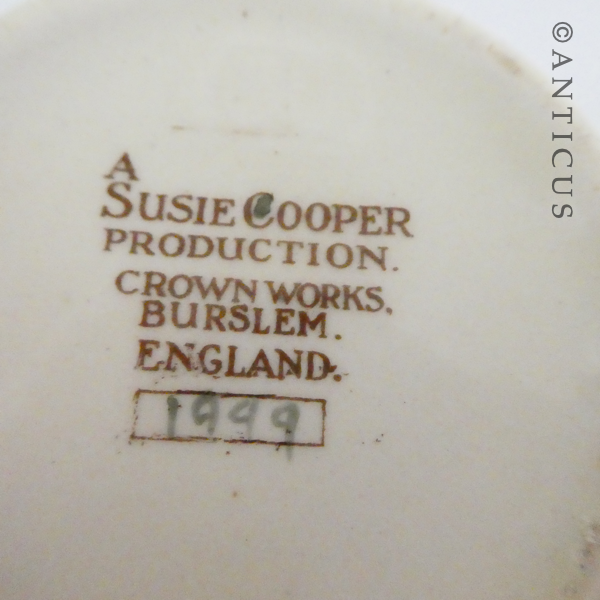 A
SUSIE COOPER
PRODUCTION.
CROWN WORKS.
BURSLEM.
ENGLAND.
1999
© ANTICUS